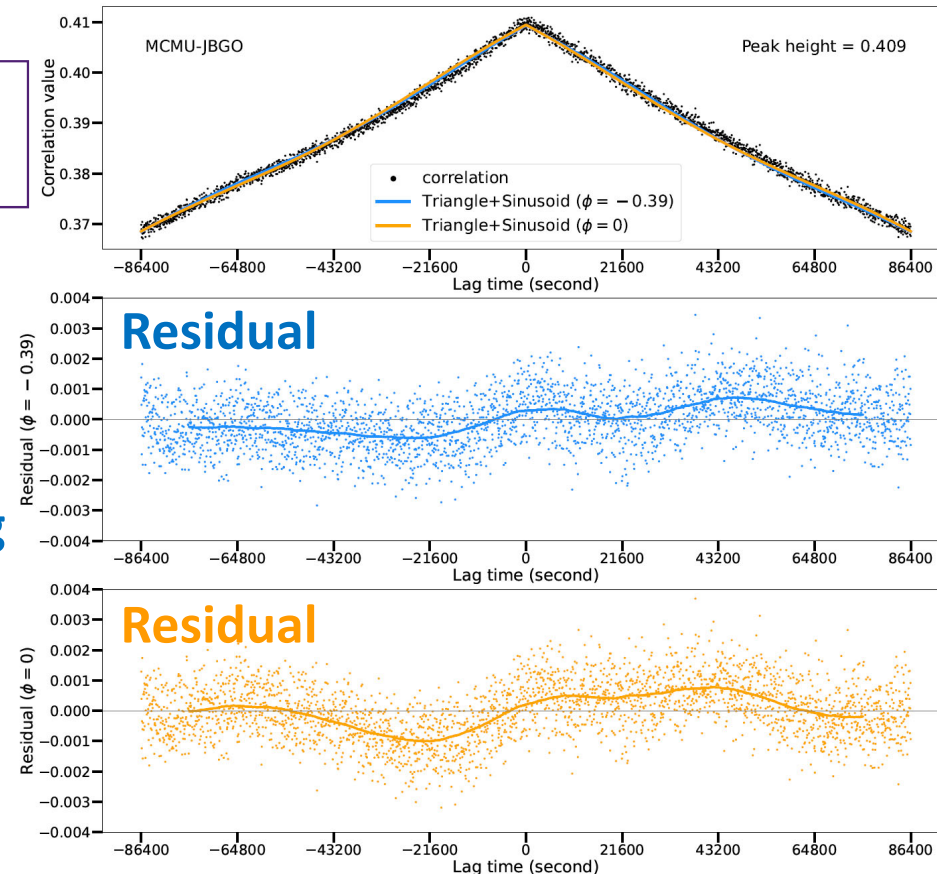 0.41
MCMU-JBGO
Peak height = 0.409
0.40
0.39
0.38
0.37
Correlation value
correlation
Triangle+Sinusoid (ϕ = −0.39)
Triangle+Sinusoid (ϕ = 0)
−86400 −64800 −43200 −21600 0 21600 43200 64800 86400
Lag time (second)
0.004
0.003
0.002
0.001
0.000
−0.001
−0.002
−0.003
−0.004
Residual (ϕ = − 0.39)
Residual
−86400 −64800 −43200 −21600 0 21600 43200 64800 86400
Lag time (second)
g
0.004
0.003
0.002
0.001
0.000
−0.001
−0.002
−0.003
−0.004
Residual (ϕ = 0)
Residual
−86400 −64800 −43200 −21600 0 21600 43200 64800 86400
Lag time (second)